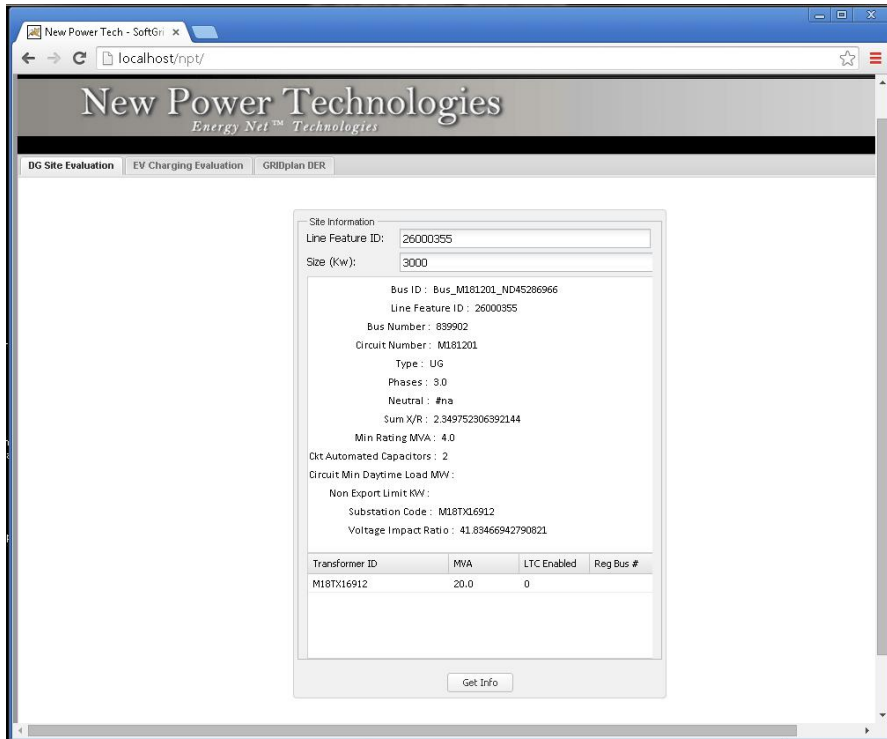 New Power Tech - SoftGri
localhost/npt/
New Power Technologies
Energy Net™ Technologies
DG Site Evaluation EV Charging Evaluation GRIDplan DER
Site Information
Line Feature ID: 26000355
Size (Kw): 3000
Bus ID : Bus_M181201_ND45286966
Line Feature ID : 26000355
Bus Number : 839902
Circuit Number : M181201
Type : UG
Phases : 3.0
Neutral : #na
Sum X/R : 2.349752306392144
Min Rating MVA : 4.0
Ckt Automated Capacitors : 2
Circuit Min Daytime Load MW :
Non Export Limit KW :
Substation Code : M18TX16912
Voltage Impact Ratio : 41.83466942790821
Transformer ID MVA LTC Enabled Reg Bus #
M18TX16912 20.0 0
Get Info